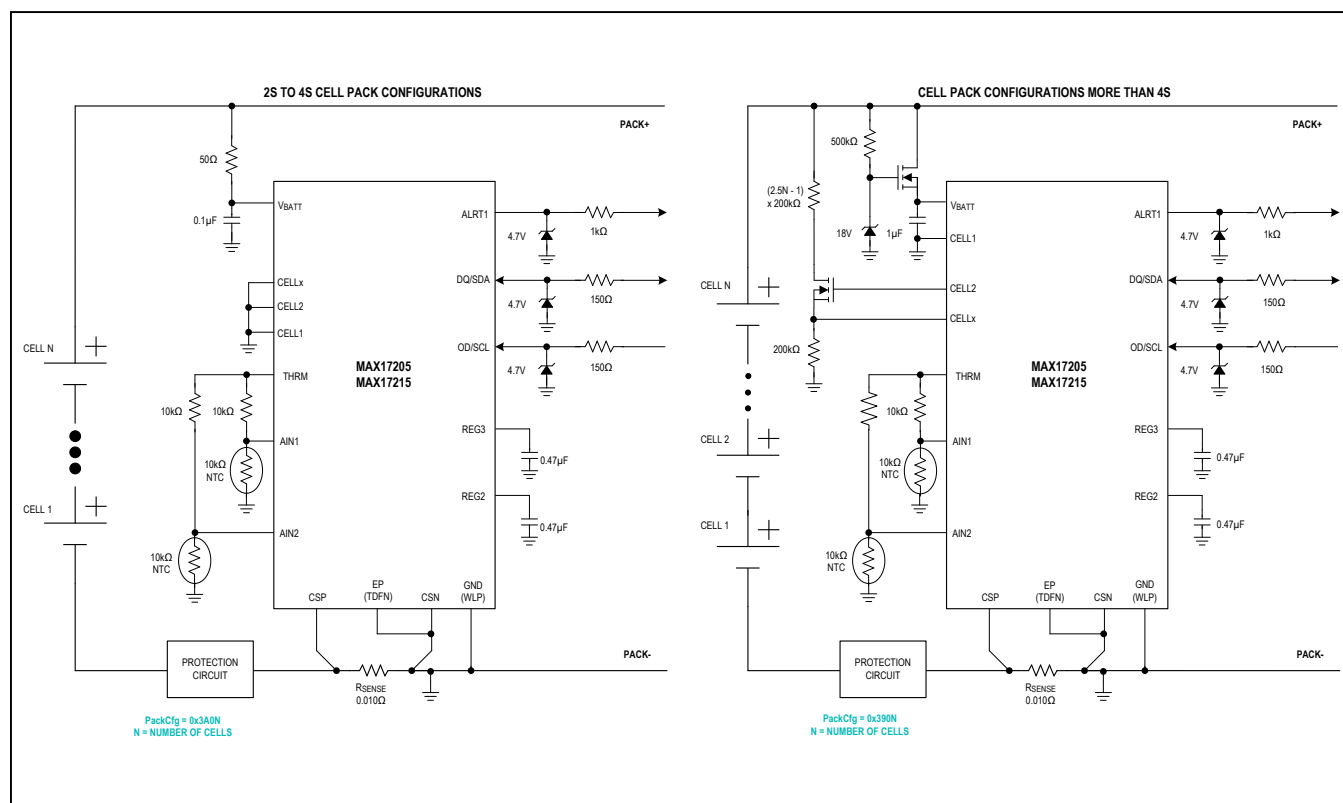 2S TO 4S CELL PACK CONFIGURATIONS
PACK+
50Ω
0.1µF
VBATT
CELLx
CELL2
CELL1
THRM
10kΩ
10kΩ
AIN1
10kΩ
NTC
AIN2
10kΩ
NTC
CELL N
+
CELL 1
+
MAX17205
MAX17215
ALRT1
4.7V
1kΩ
DQ/SDA
4.7V
150Ω
OD/SCL
4.7V
150Ω
REG3
0.47µF
REG2
0.47µF
CSP
EP
(TDFN)
CSN
GND
(WLP)
PROTECTION
CIRCUIT
RSENSE
0.010Ω
PACK-
PackCfg = 0x3A0N
N = NUMBER OF CELLS
CELL PACK CONFIGURATIONS MORE THAN 4S
PACK+
500kΩ
(2.5N - 1)
x 200kΩ
18V
1µF
VBATT
CELL1
CELL2
CELLx
200kΩ
THRM
10kΩ
AIN1
10kΩ
NTC
AIN2
10kΩ
NTC
CELL N
+
CELL 2
+
CELL 1
+
MAX17205
MAX17215
ALRT1
4.7V
1kΩ
DQ/SDA
4.7V
150Ω
OD/SCL
4.7V
150Ω
REG3
0.47µF
REG2
0.47µF
CSP
EP
(TDFN)
CSN
GND
(WLP)
PROTECTION
CIRCUIT
RSENSE
0.010Ω
PACK-
PackCfg = 0x390N
N = NUMBER OF CELLS